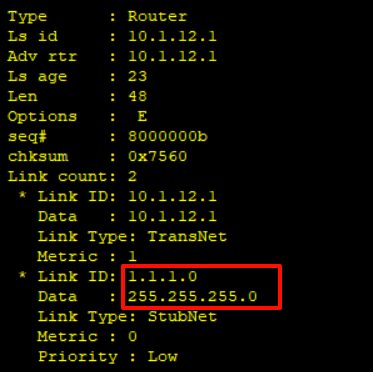 Type : Router
Ls id : 10.1.12.1
Adv rtr : 10.1.12.1
Ls age : 23
Len : 48
Options : E
seq# : 8000000b
chksum : 0x7560
Link count: 2
* Link ID: 10.1.12.1
Data : 10.1.12.1
Link Type: TransNet
Metric : 1
* Link ID: 1.1.1.0
Data : 255.255.255.0
Link Type: StubNet
Metric : 0
Priority : Low